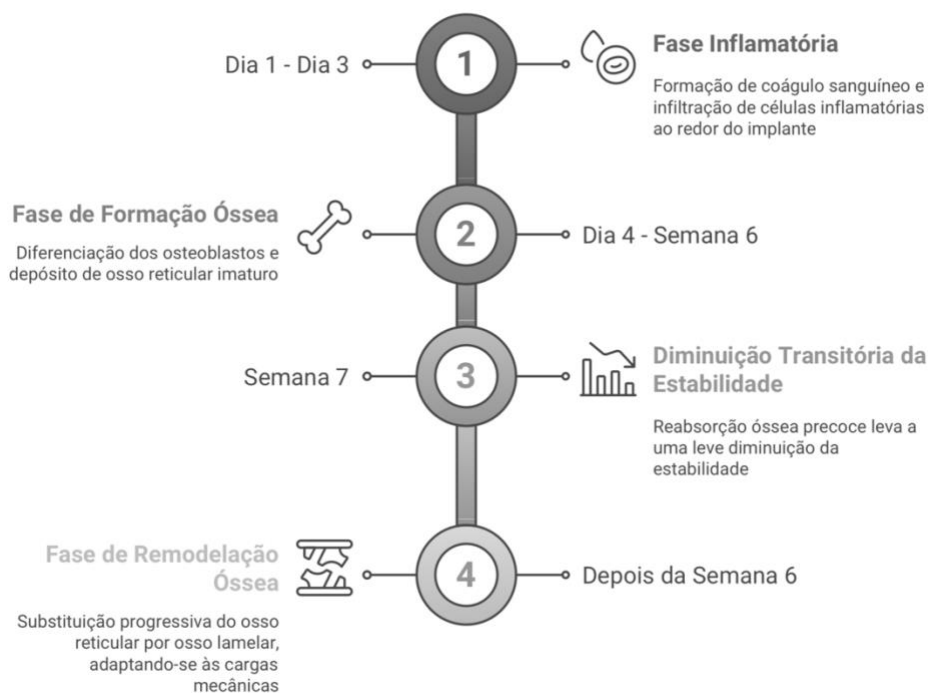 Dia 1 - Dia 3
1
Fase Inflamatória
Formação de coágulo sanguíneo e
infiltração de células inflamatórias
ao redor do implante
Fase de Formação Óssea
Diferenciação dos osteoblastos e
depósito de osso reticular imaturo
2
Dia 4 - Semana 6
Semana 7
3
Diminuição Transitória da
Estabilidade
Reabsorção óssea precoce leva a
uma leve diminuição da
estabilidade
Fase de Remodelação
Óssea
Substituição progressiva do osso
reticular por osso lamelar,
adaptando-se às cargas
mecânicas
4
Depois da Semana 6